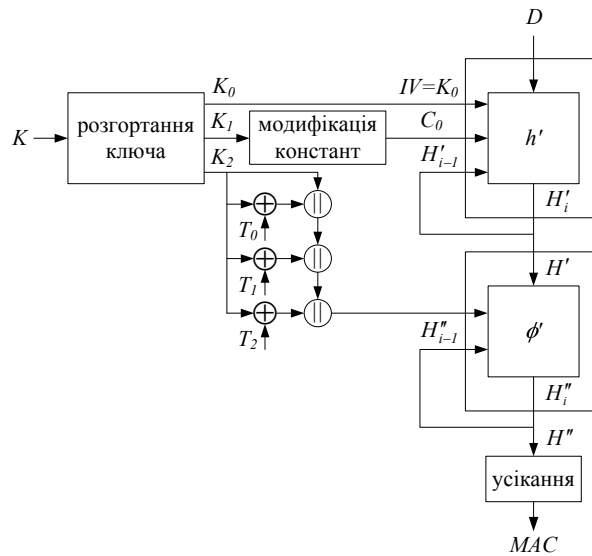 D
K₀
IV=K₀
розгортання
ключа
K
K₁
модифікація
констант
C₀
h′
K₂
H′ᵢ₋₁
H′ᵢ
||
T₀
||
H′
T₁
||
H″ᵢ₋₁
ϕ′
T₂
H″ᵢ
H″
усікання
MAC